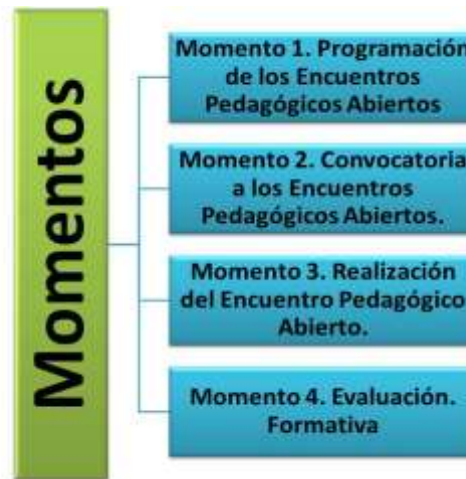 Momentos
Momento 1. Programación
de los Encuentros
Pedagógicos Abiertos
Momento 2. Convocatoria
a los Encuentros
Pedagógicos Abiertos.
Momento 3. Realización
del Encuentro Pedagógico
Abierto.
Momento 4. Evaluación.
Formativa